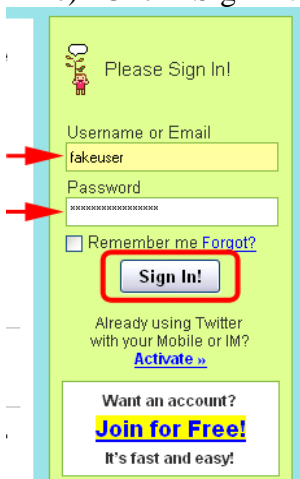 Please Sign In!
Username or Email
fakeuser
Password
xxxxxxxxxxxxxxxxx
Remember me Forgot?
Sign In!
Already using Twitter
with your Mobile or IM?
Activate »
Want an account?
Join for Free!
It's fast and easy!